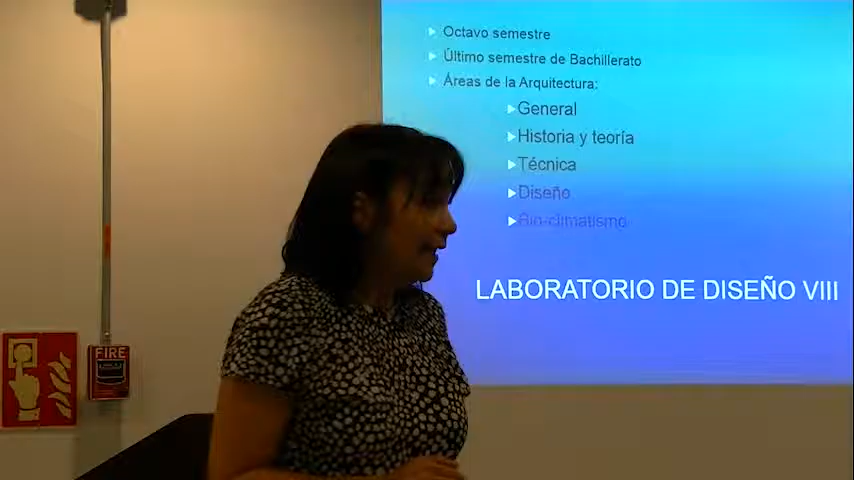 Octavo semestre
Último semestre de Bachillerato
Áreas de la Arquitectura:
General
Historia y teoría
Técnica
Diseño
Bio-climatismo
LABORATORIO DE DISEÑO VIII
FIRE